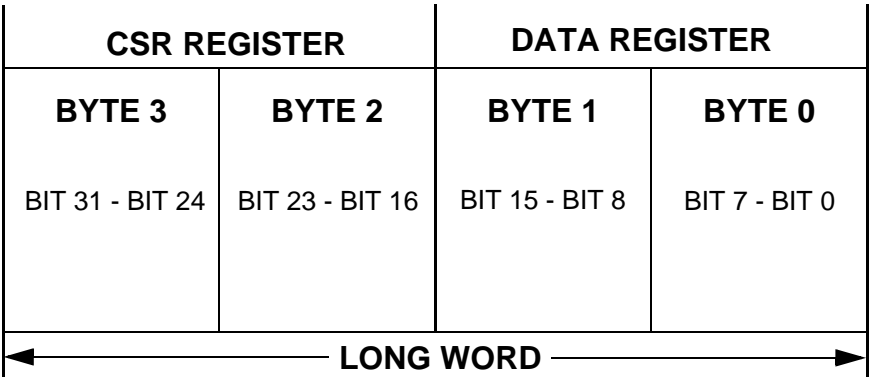 CSR REGISTER DATA REGISTER
BYTE 3 BYTE 2 BYTE 1 BYTE 0
BIT 31 - BIT 24 BIT 23 - BIT 16 BIT 15 - BIT 8 BIT 7 - BIT 0
LONG WORD